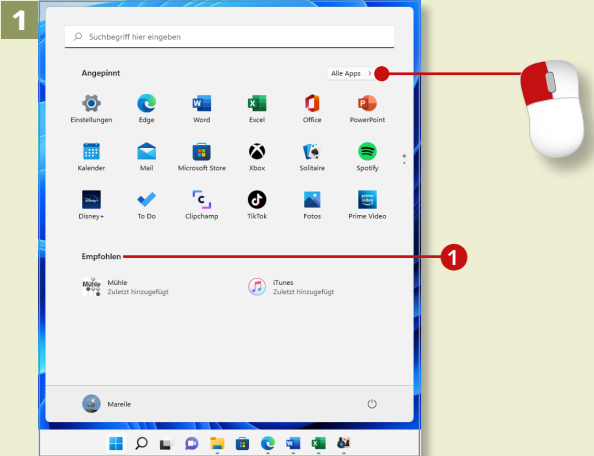 1
Suchbegriff hier eingeben
Angepinnt
Alle Apps >
Einstellungen Edge Word Excel Office PowerPoint
Kalender Mail Microsoft Store Xbox Solitaire Spotify
Disney+ To Do Clipchamp TikTok Fotos Prime Video
Empfohlen
1
Mühle
Mühle
Zuletzt hinzugefügt
iTunes
Zuletzt hinzugefügt
Mareile